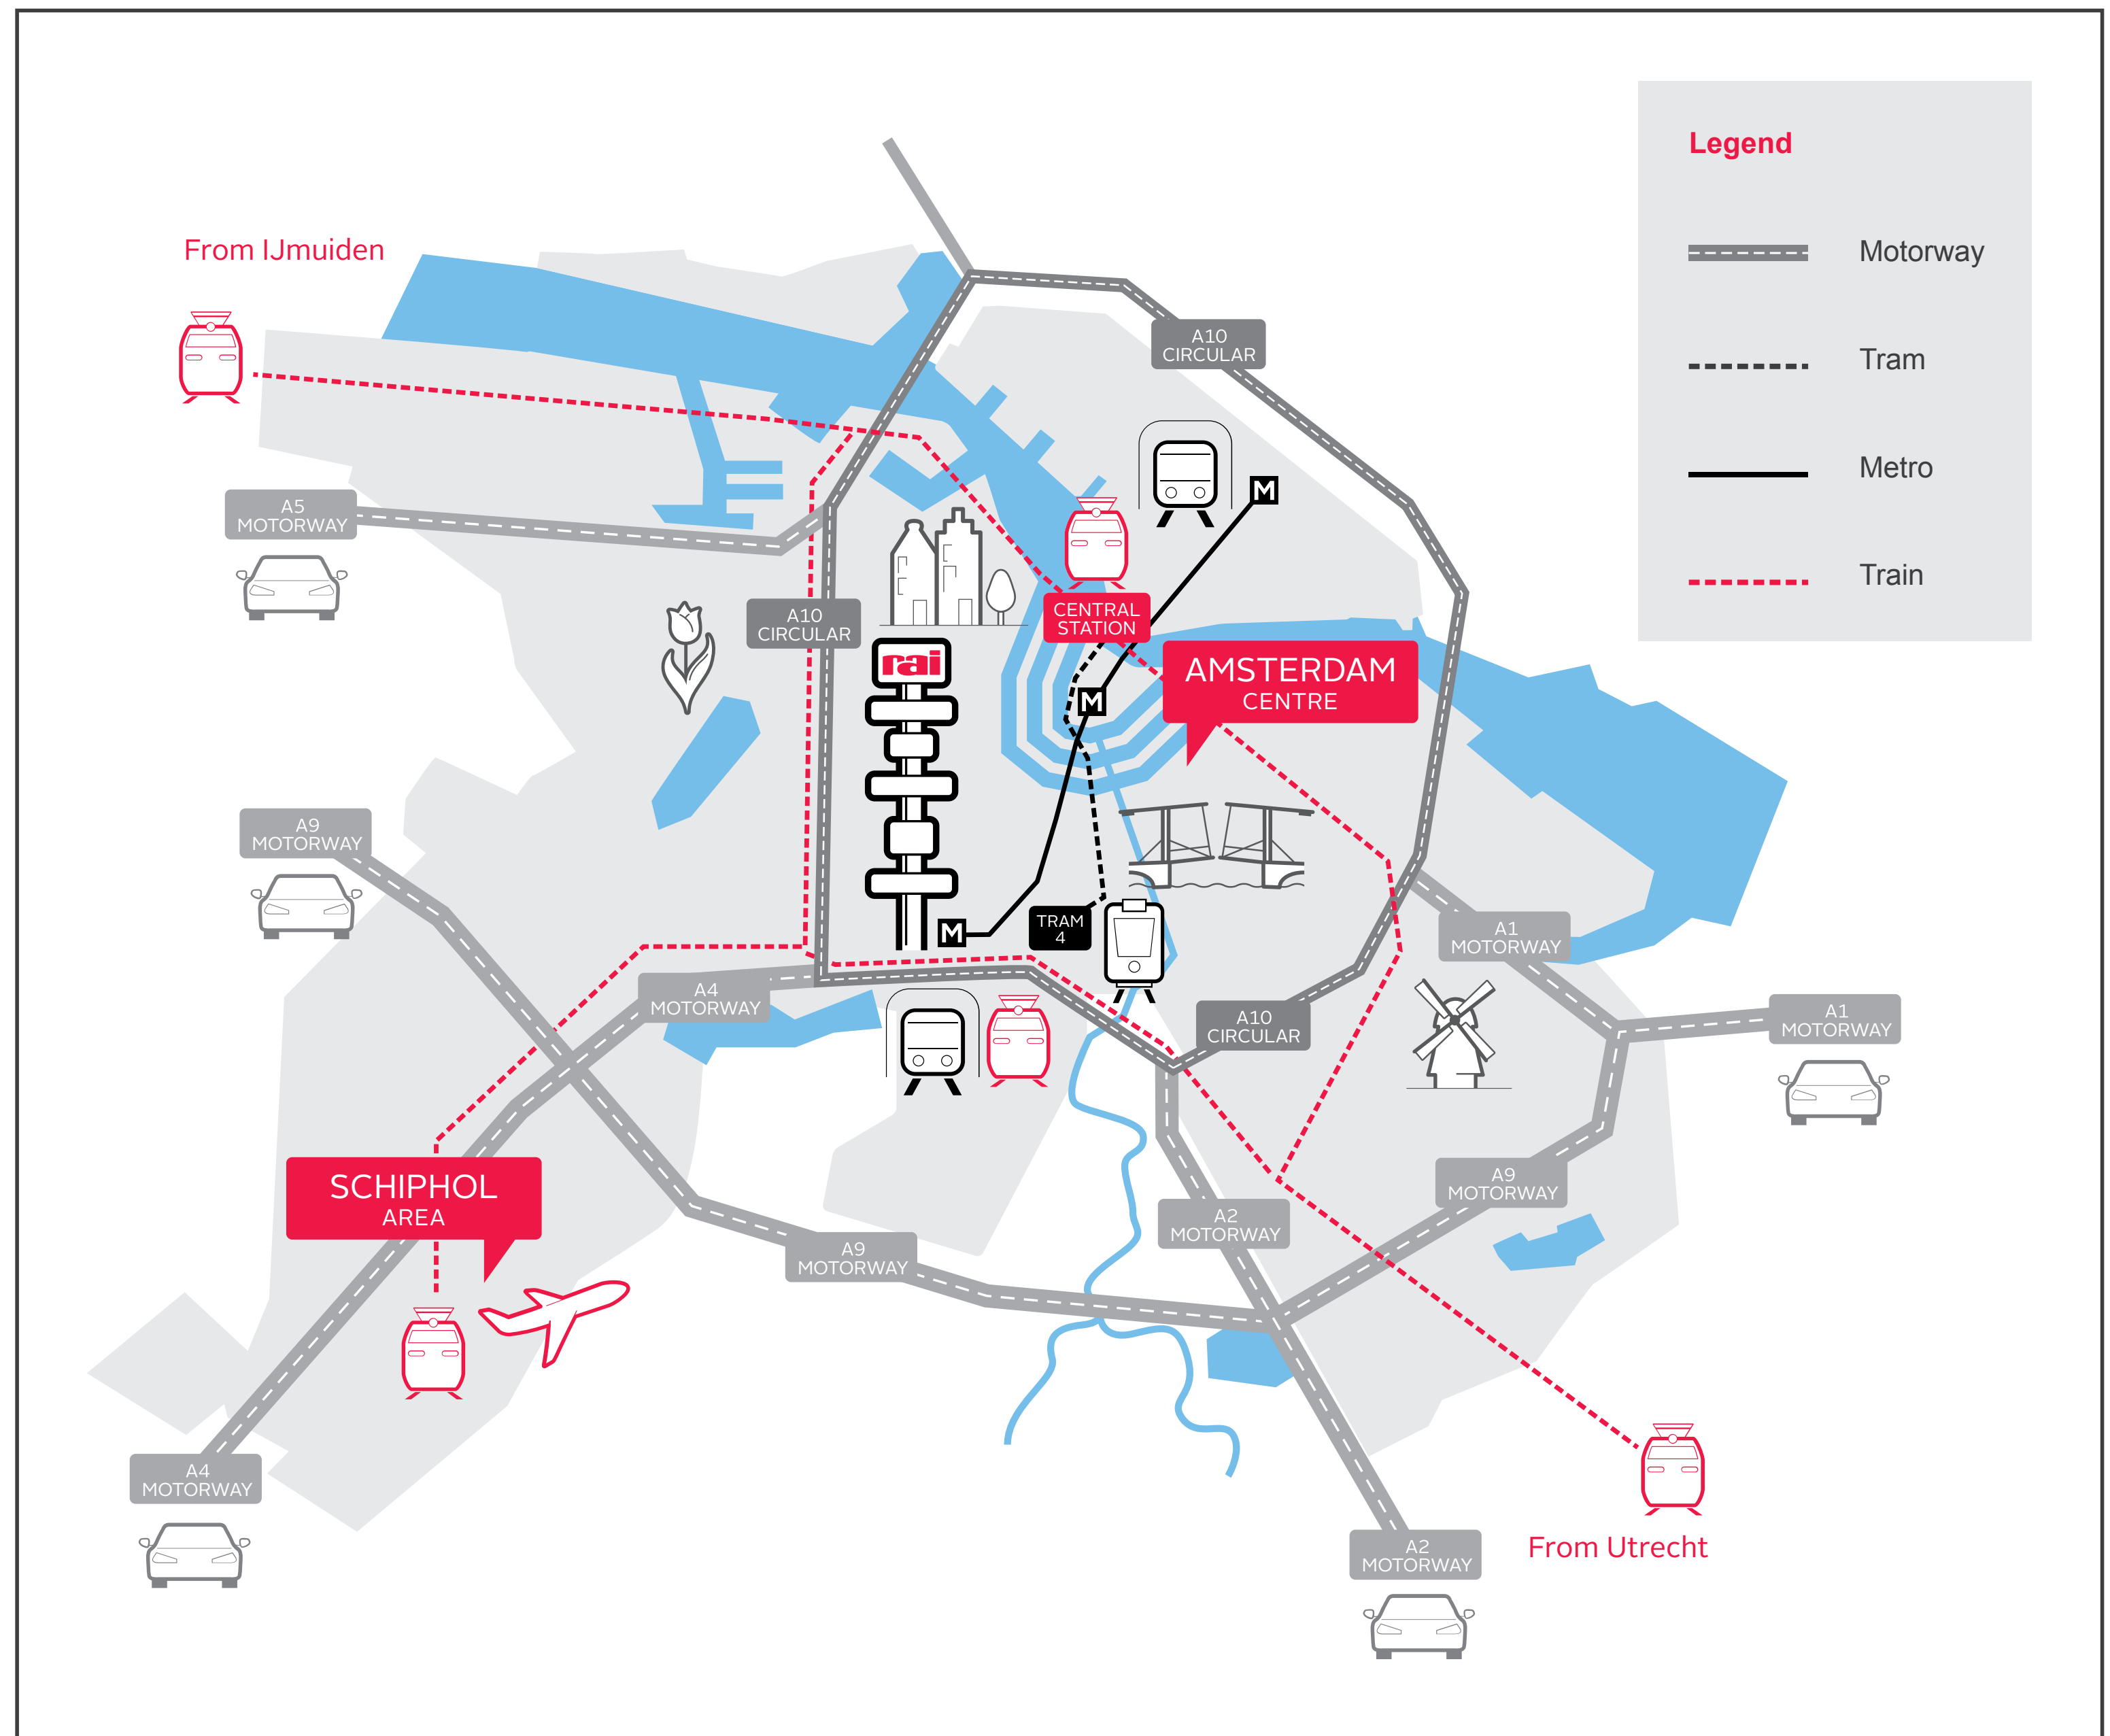 Legend
Motorway
Tram
Metro
Train
From IJmuiden
A10
CIRCULAR
A5
MOTORWAY
M
A10
CIRCULAR
CENTRAL
STATION
rai
AMSTERDAM
CENTRE
M
A9
MOTORWAY
M
TRAM
4
A1
MOTORWAY
A4
MOTORWAY
A10
CIRCULAR
A1
MOTORWAY
SCHIPHOL
AREA
A9
MOTORWAY
A2
MOTORWAY
A9
MOTORWAY
A4
MOTORWAY
From Utrecht
A2
MOTORWAY